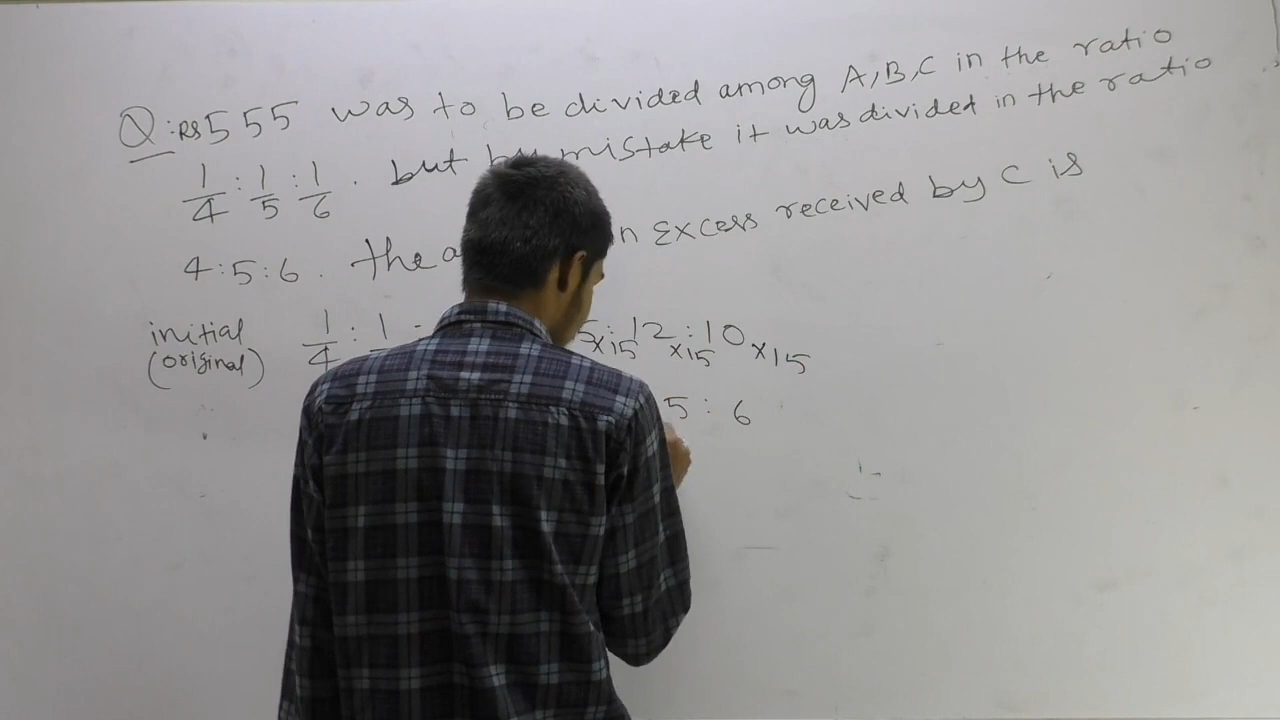 Q: Rs 555 was to be divided among A,B,C in the ratio
1/4 : 1/5 : 1/6 . but by mistake it was divided in the ratio
4:5:6 . The n Excess received by C is
initial 1/4 : 1 : 5 : 12 : 10
(original) x15 x15 x15
5 : 6